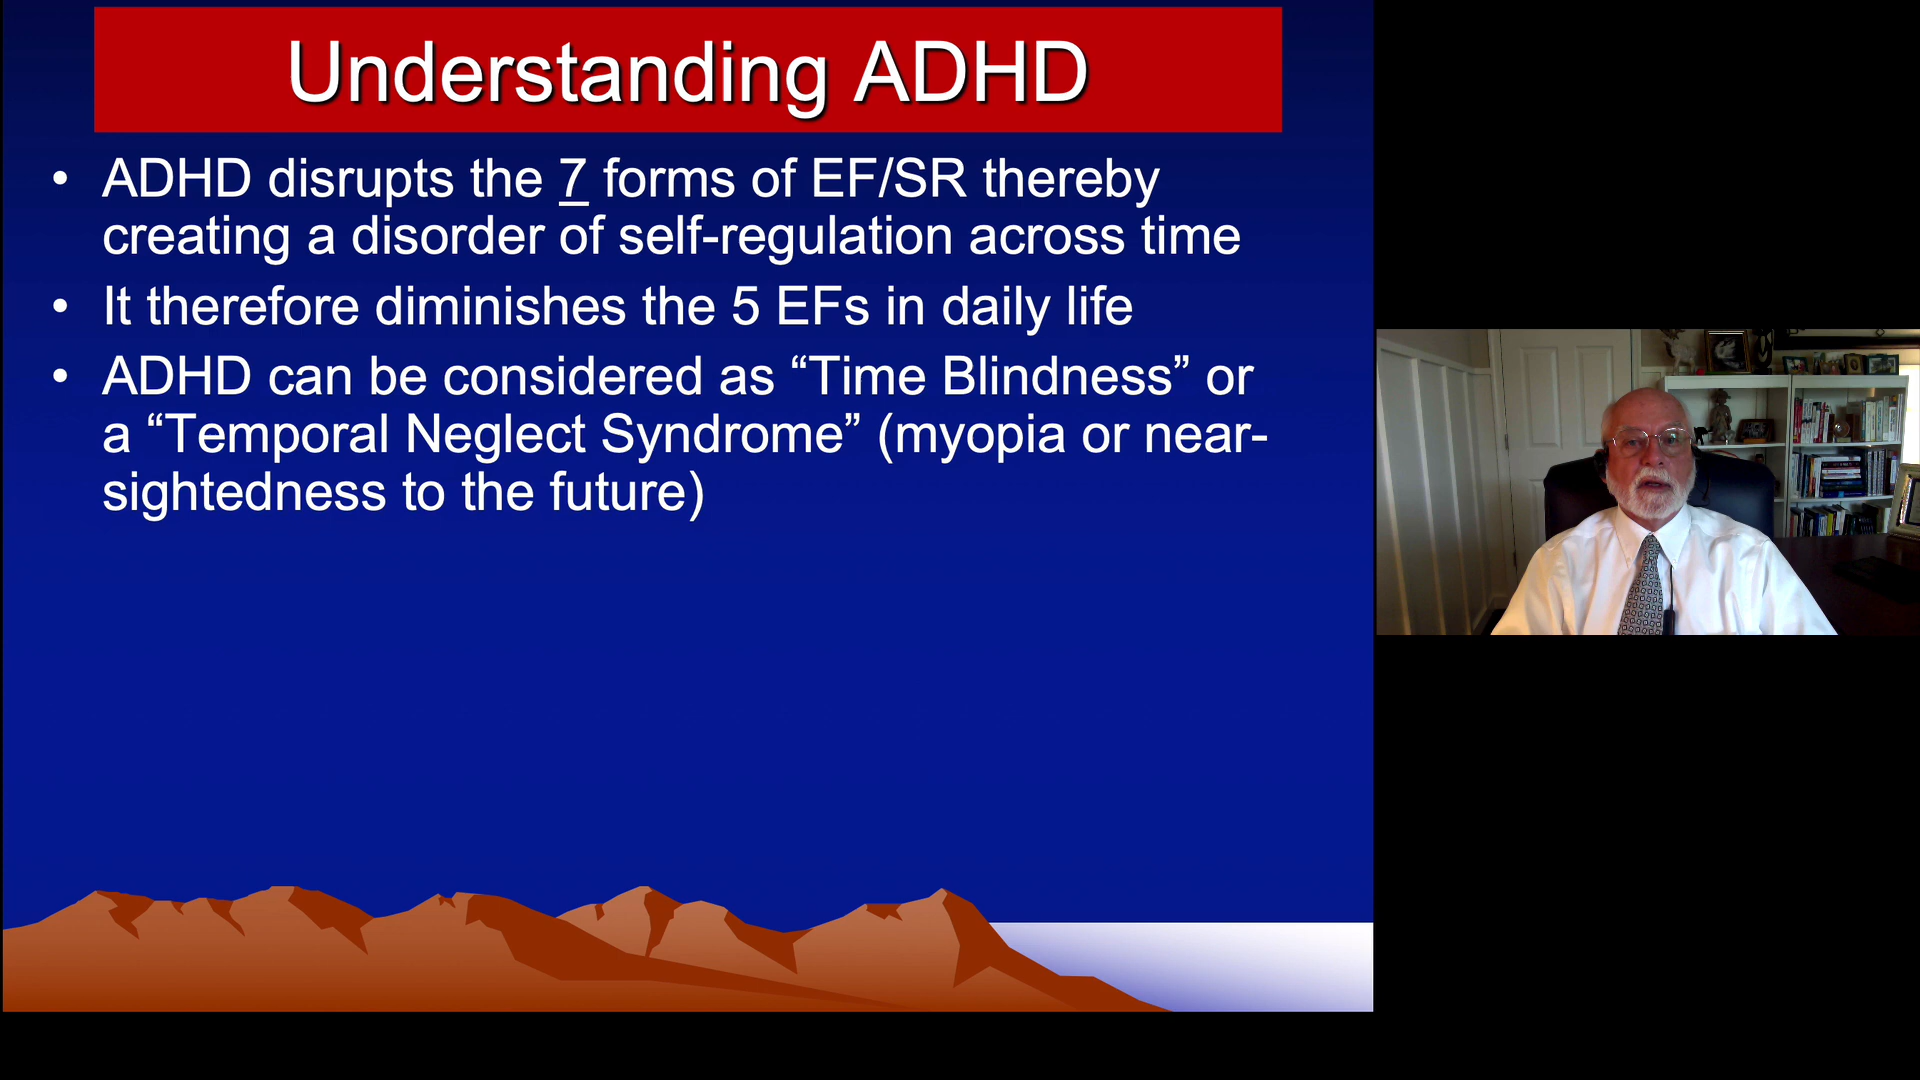 Understanding ADHD
• ADHD disrupts the 7 forms of EF/SR thereby
creating a disorder of self-regulation across time
• It therefore diminishes the 5 EFs in daily life
• ADHD can be considered as “Time Blindness” or
a “Temporal Neglect Syndrome” (myopia or near-
sightedness to the future)